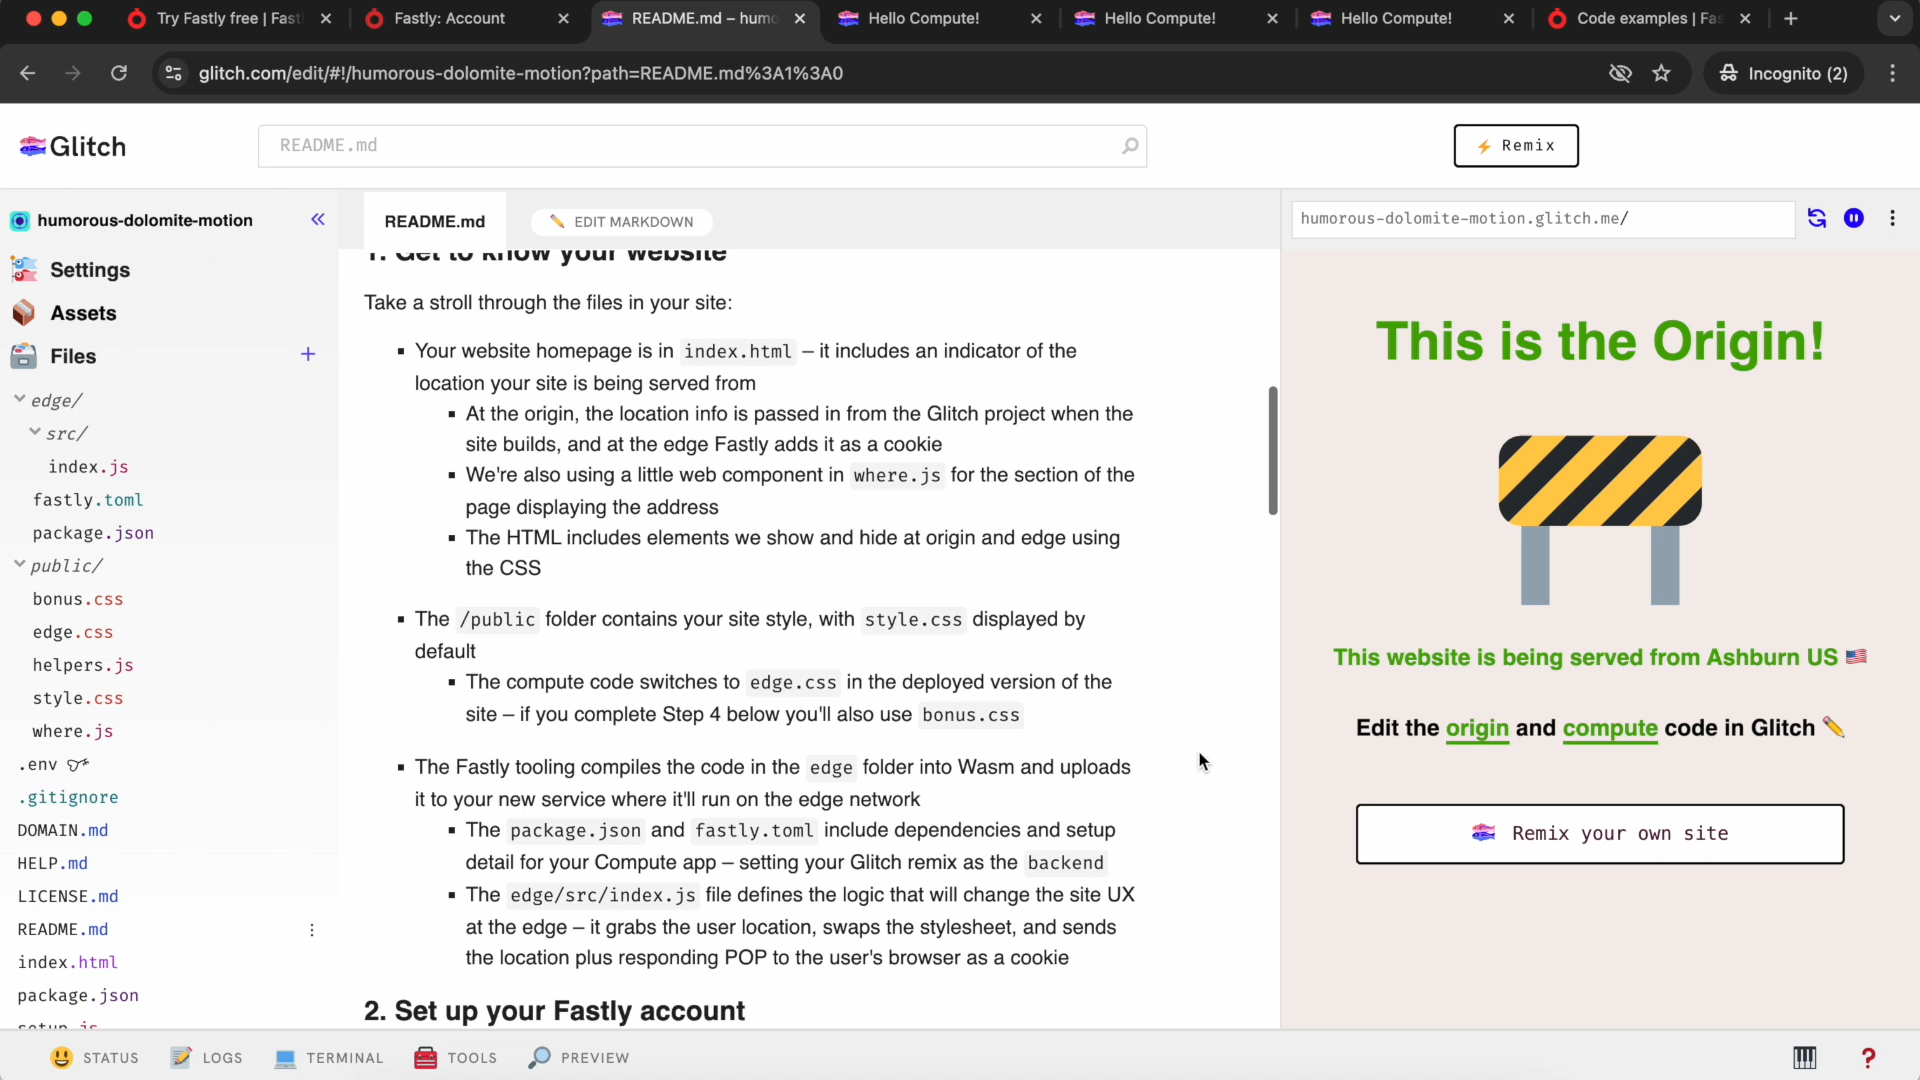 Try Fastly free | Fast
Fastly: Account
README.md – humo
Hello Compute!
Hello Compute!
Hello Compute!
Code examples | Fas
glitch.com/edit/#!/humorous-dolomite-motion?path=README.md%3A1%3A0
Incognito (2)
Glitch
README.md
Remix
humorous-dolomite-motion
Settings
Assets
Files
edge/
src/
index.js
fastly.toml
package.json
public/
bonus.css
edge.css
helpers.js
style.css
where.js
.env
.gitignore
DOMAIN.md
HELP.md
LICENSE.md
README.md
index.html
package.json
setup.js
README.md
EDIT MARKDOWN
1. Get to know your website
Take a stroll through the files in your site:
Your website homepage is in index.html – it includes an indicator of the
location your site is being served from
At the origin, the location info is passed in from the Glitch project when the
site builds, and at the edge Fastly adds it as a cookie
We're also using a little web component in where.js for the section of the
page displaying the address
The HTML includes elements we show and hide at origin and edge using
the CSS
The /public folder contains your site style, with style.css displayed by
default
The compute code switches to edge.css in the deployed version of the
site – if you complete Step 4 below you'll also use bonus.css
The Fastly tooling compiles the code in the edge folder into Wasm and uploads
it to your new service where it'll run on the edge network
The package.json and fastly.toml include dependencies and setup
detail for your Compute app – setting your Glitch remix as the backend
The edge/src/index.js file defines the logic that will change the site UX
at the edge – it grabs the user location, swaps the stylesheet, and sends
the location plus responding POP to the user's browser as a cookie
2. Set up your Fastly account
humorous-dolomite-motion.glitch.me/
This is the Origin!
This website is being served from Ashburn US
Edit the origin and compute code in Glitch
Remix your own site
STATUS
LOGS
TERMINAL
TOOLS
PREVIEW
?